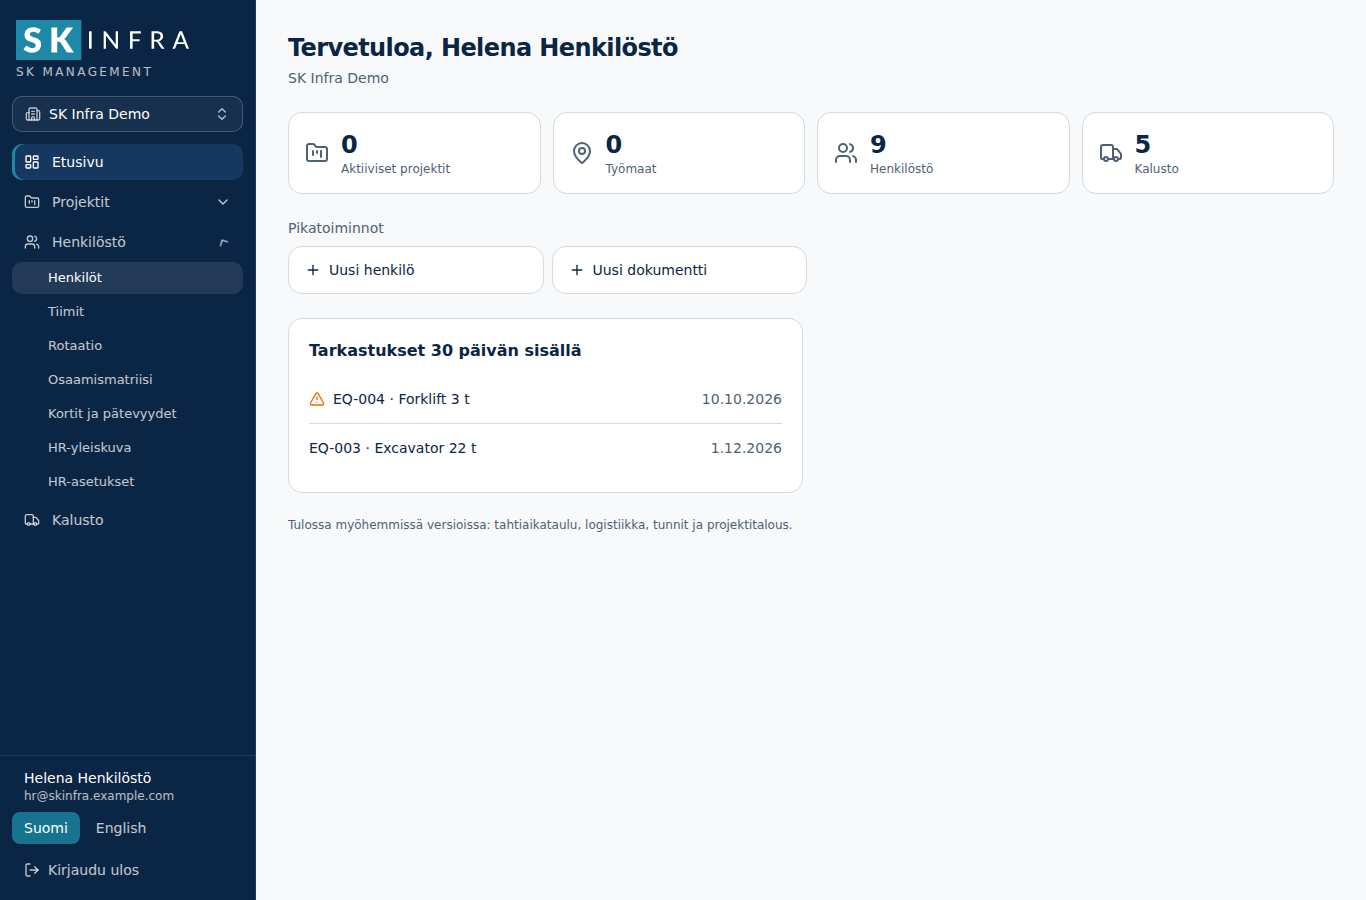 SK INFRA
SK MANAGEMENT
SK Infra Demo
Etusivu
Projektit
Henkilöstö
Henkilöt
Tiimit
Rotaatio
Osaamismatriisi
Kortit ja pätevyydet
HR-yleiskuva
HR-asetukset
Kalusto
Helena Henkilöstö
hr@skinfra.example.com
Suomi English
Kirjaudu ulos
Tervetuloa, Helena Henkilöstö
SK Infra Demo
0
Aktiiviset projektit
0
Työmaat
9
Henkilöstö
5
Kalusto
Pikatoiminnot
Uusi henkilö
Uusi dokumentti
Tarkastukset 30 päivän sisällä
EQ-004 · Forklift 3 t 10.10.2026
EQ-003 · Excavator 22 t 1.12.2026
Tulossa myöhemmissä versioissa: tahtiaikataulu, logistiikka, tunnit ja projektitalous.